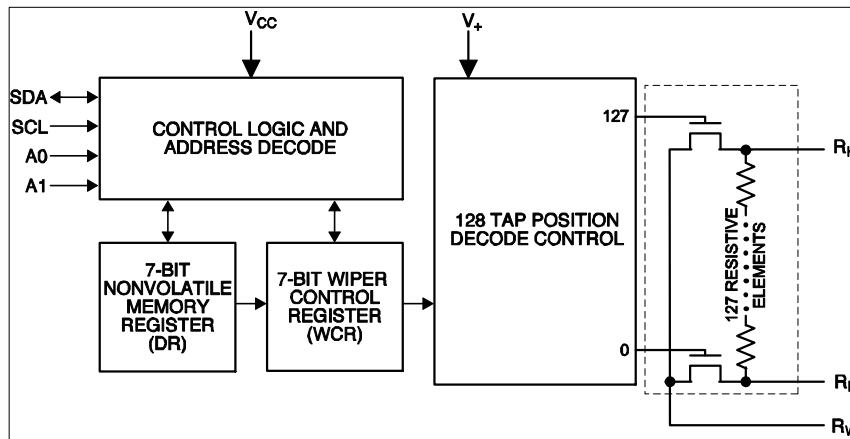 VCC
V+
SDA
SCL
A0
A1
CONTROL LOGIC AND
ADDRESS DECODE
7-BIT
NONVOLATILE
MEMORY
REGISTER
(DR)
7-BIT WIPER
CONTROL
REGISTER
(WCR)
128 TAP POSITION
DECODE CONTROL
127
0
127 RESISTIVE
ELEMENTS
R
R
R